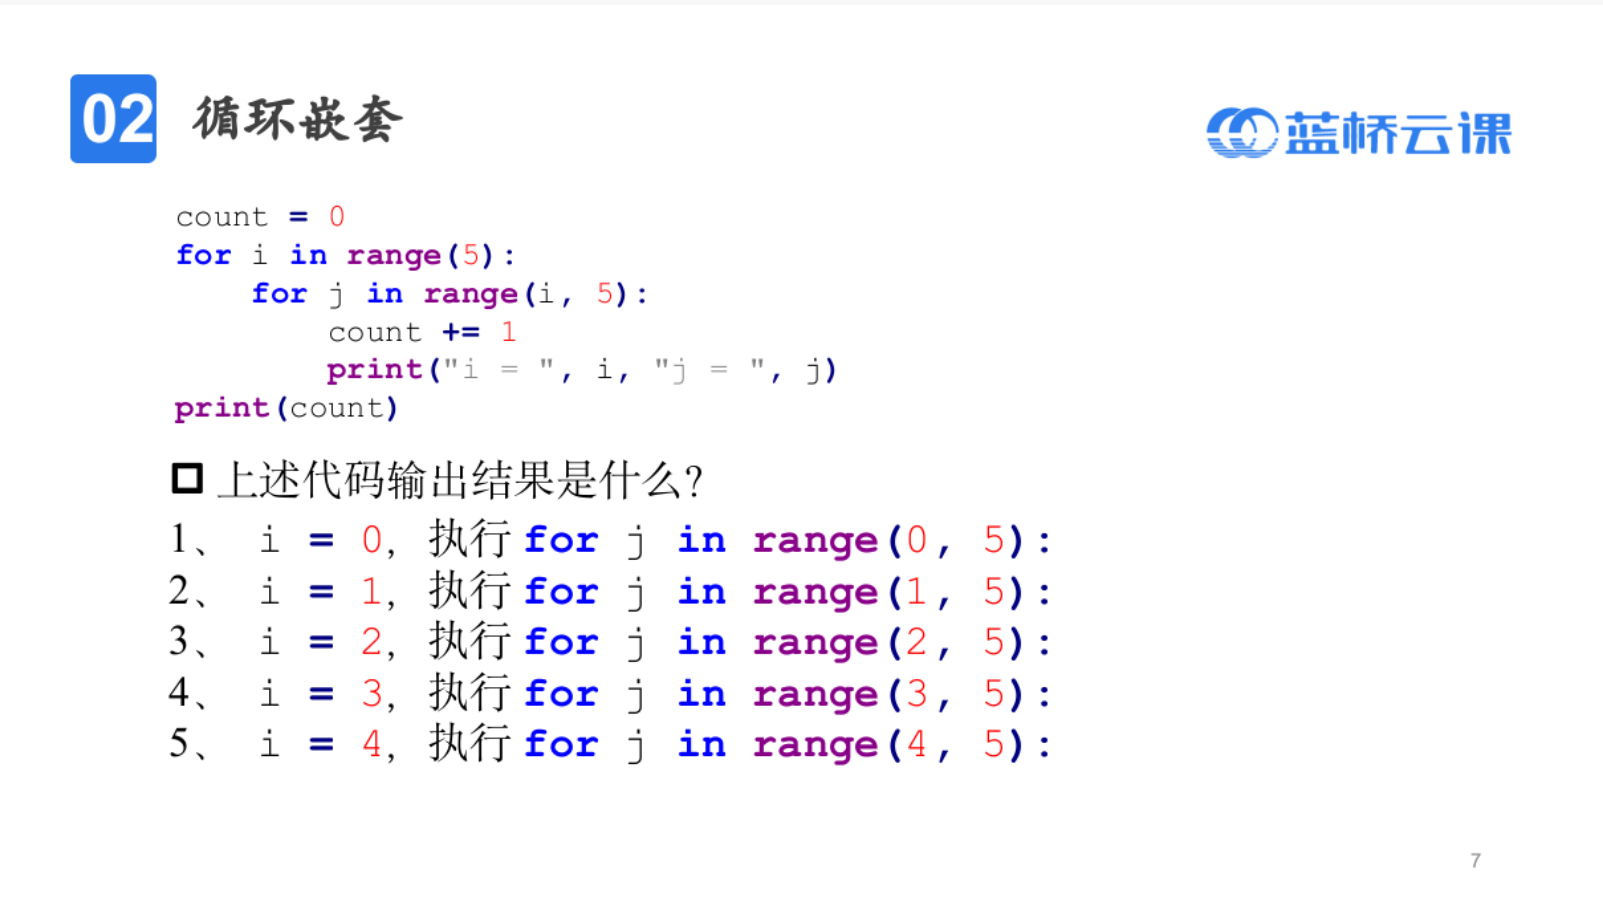 02 循环嵌套
蓝桥云课
count = 0
for i in range(5):
    for j in range(i, 5):
        count += 1
        print("i = ", i, "j = ", j)
print(count)
上述代码输出结果是什么？
1、 i = 0, 执行 for j in range(0, 5):
2、 i = 1, 执行 for j in range(1, 5):
3、 i = 2, 执行 for j in range(2, 5):
4、 i = 3, 执行 for j in range(3, 5):
5、 i = 4, 执行 for j in range(4, 5):
7